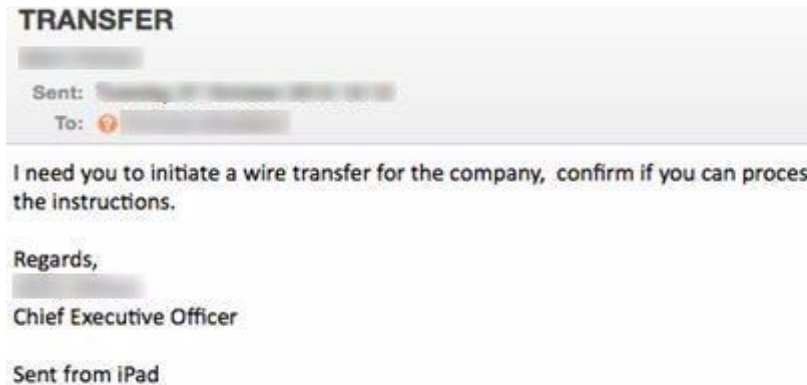 TRANSFER
Sent:
To:
I need you to initiate a wire transfer for the company, confirm if you can proces
the instructions.
Regards,
Chief Executive Officer
Sent from iPad